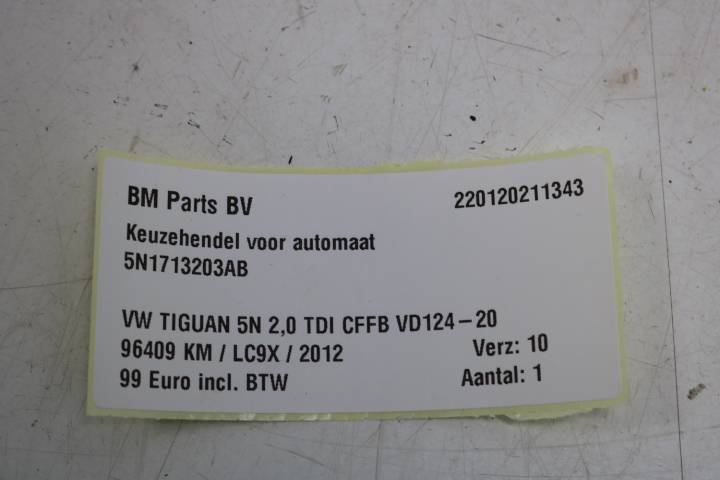 BM Parts BV 220120211343
Keuzehendel voor automaat
5N1713203AB
VW TIGUAN 5N 2,0 TDI CFFB VD124-20
96409 KM / LC9X / 2012 Verz: 10
99 Euro incl. BTW Aantal: 1